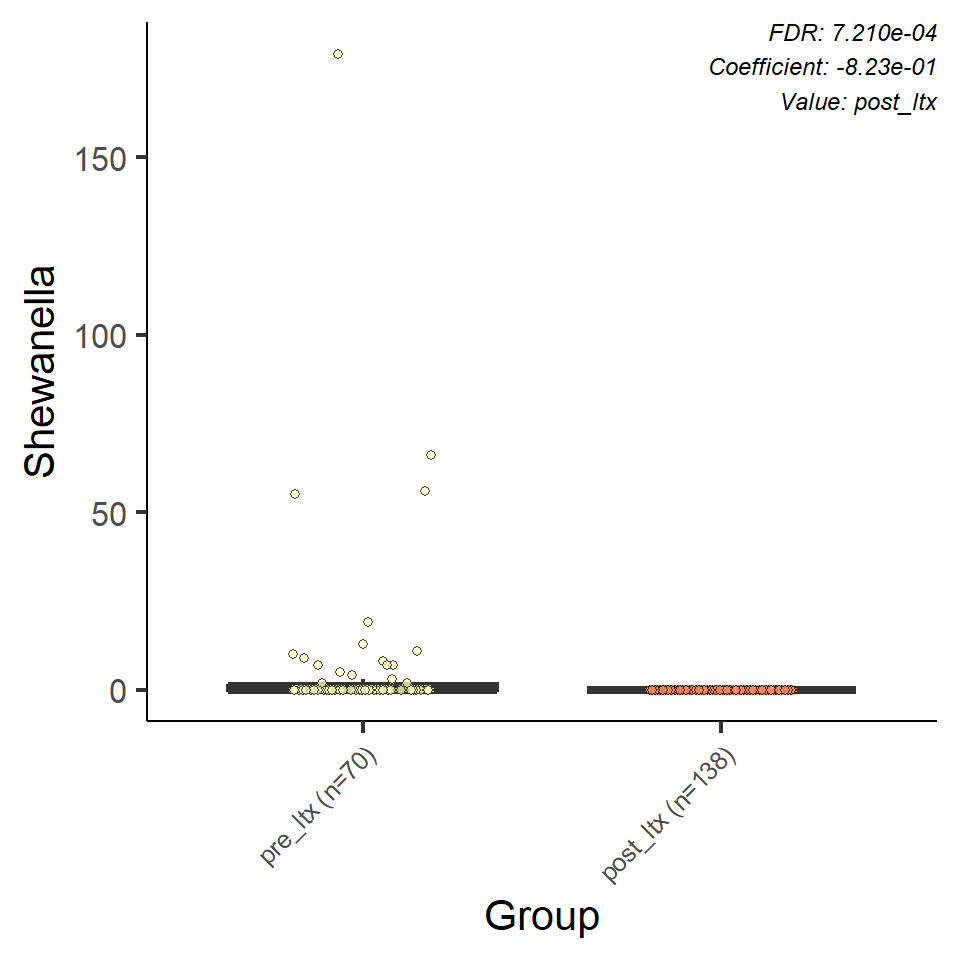 FDR: 7.210e-04
Coefficient: -8.23e-01
Value: post_ltx
150
100
50
0
Shewanella
pre_ltx (n=70)
post_ltx (n=138)
Group